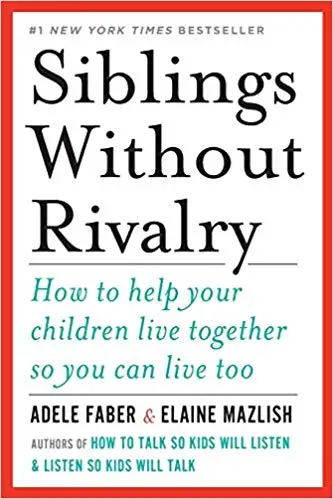 #1 NEW YORK TIMES BESTSELLER
Siblings
Without
Rivalry
How to help your
children live together
so you can live too
ADELE FABER & ELAINE MAZLISH
AUTHORS OF HOW TO TALK SO KIDS WILL LISTEN
& LISTEN SO KIDS WILL TALK